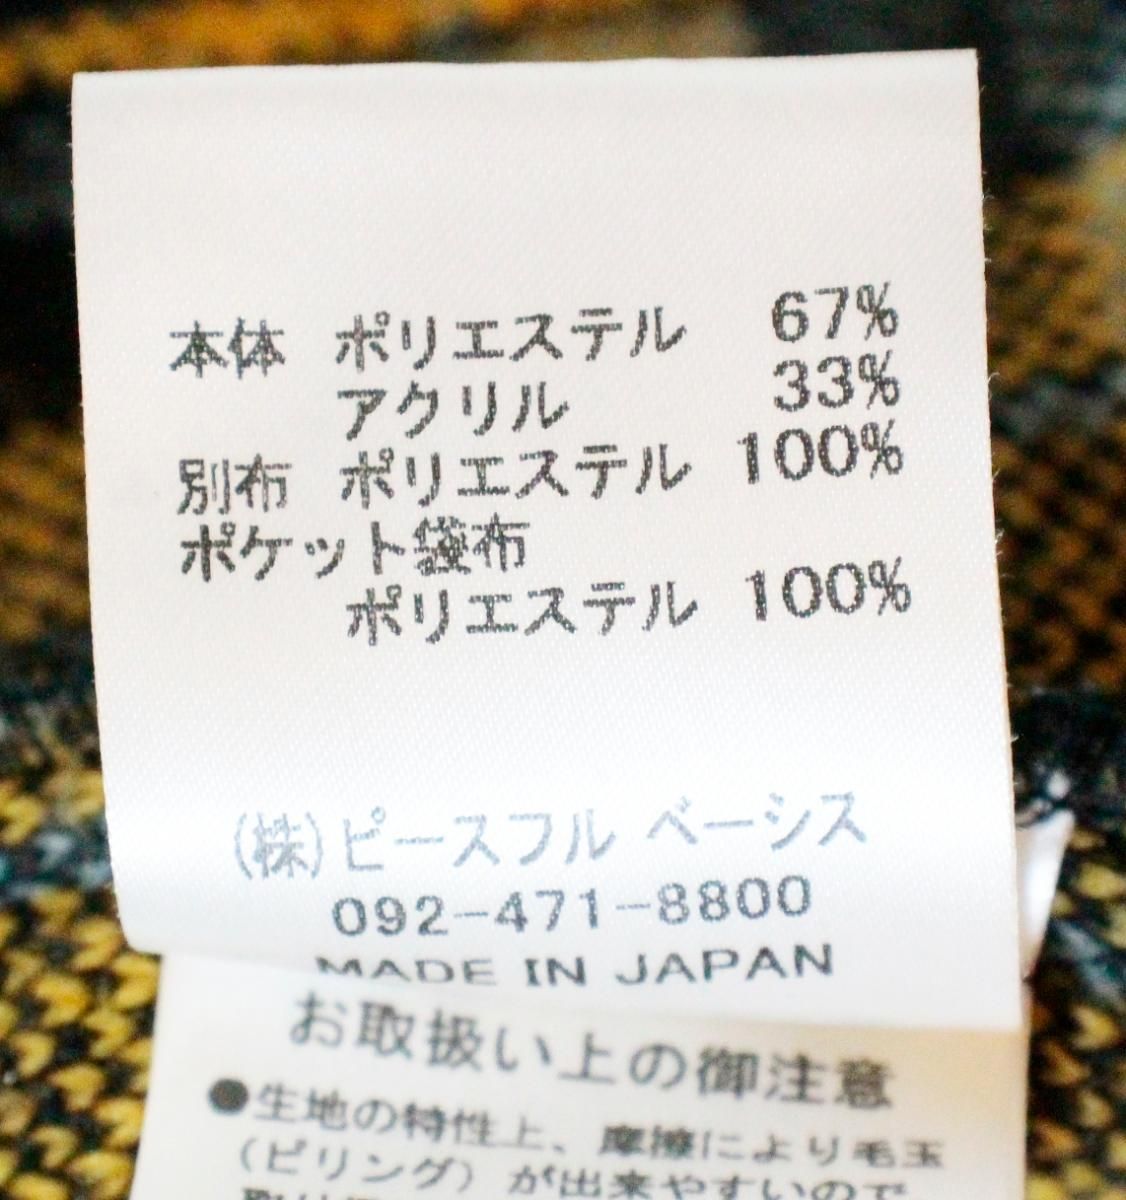 本体 ポリエステル 67%
アクリル 33%
別布 ポリエステル 100%
ポケット袋布
ポリエステル 100%
(株)ピースフル ベーシス
092-471-8800
MADE IN JAPAN
お取扱い上の御注意
●生地の特性上、摩擦により毛玉
(ピリング)が出来やすいので